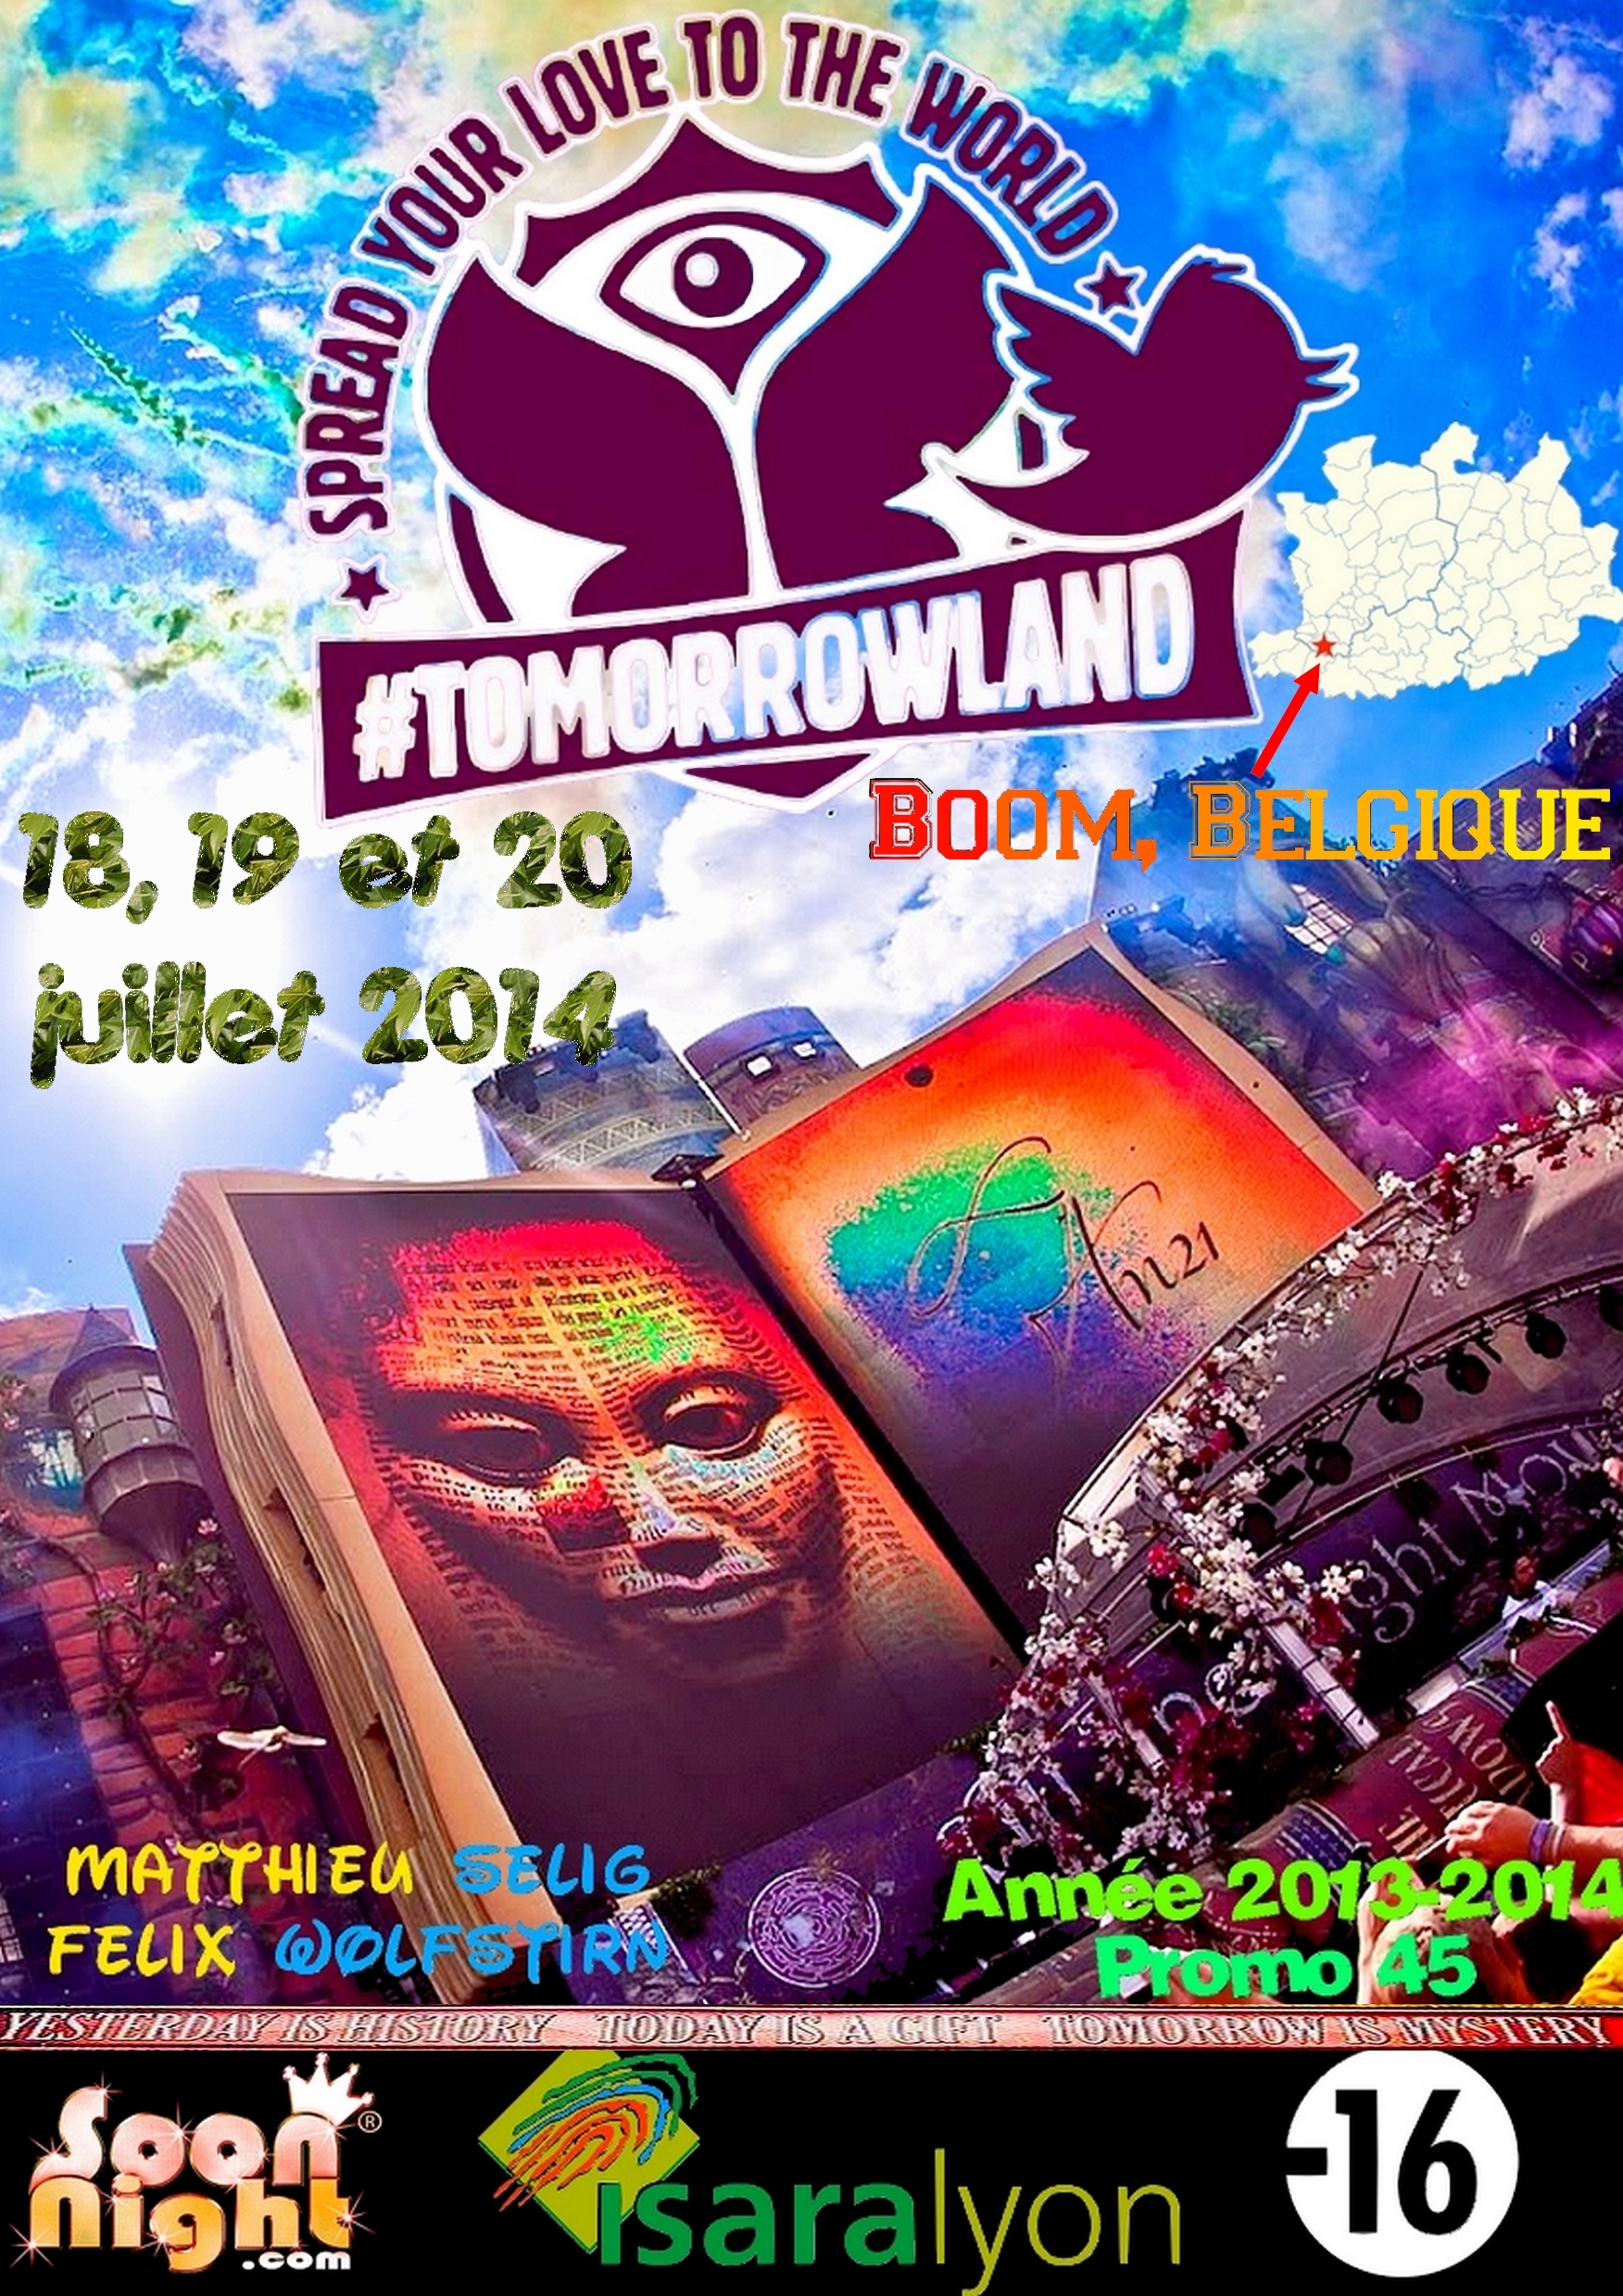 SPREAD YOUR LOVE TO THE WORLD
#TOMORROWLAND
BOOM, BELGIQUE
18, 19 et 20
juillet 2014
MATTHIEU SELIG
FELIX WOLFSTIRN
Année 2013-2014
Promo 45
YESTERDAY IS HISTORY TODAY IS A GIFT TOMORROW IS MYSTERY
Soon
night®
.com
isaralyon
-16